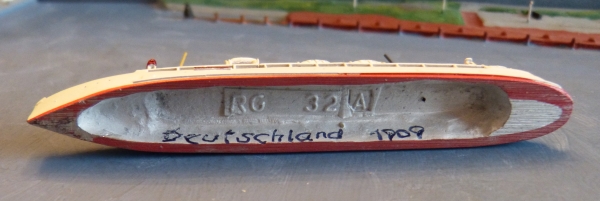 RG 32 A
Deutschland 1909